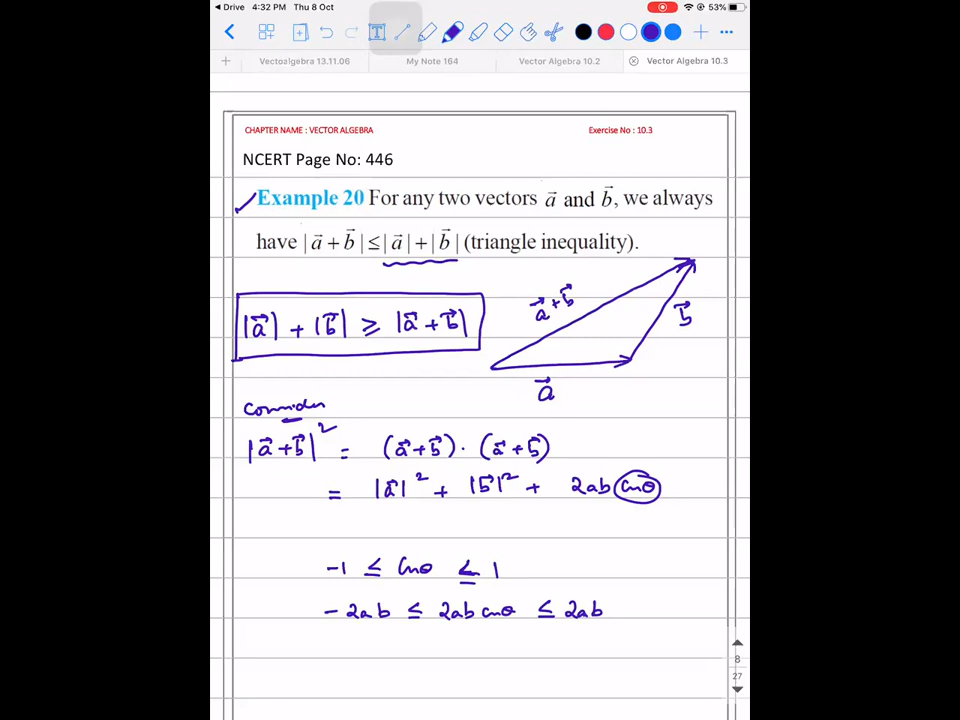 Drive 4:32 PM Thu 8 Oct 53%
Vectoalgebra 13.11.06 My Note 164 Vector Algebra 10.2 Vector Algebra 10.3
CHAPTER NAME : VECTOR ALGEBRA Exercise No : 10.3
NCERT Page No: 446
Example 20 For any two vectors a⃗ and b⃗, we always
have |a⃗ + b⃗| ≤ |a⃗| + |b⃗| (triangle inequality).
a⃗ + b⃗
b⃗
|a⃗| + |b⃗| ≥ |a⃗ + b⃗|
a⃗
Consider
|a⃗ + b⃗|² = (a⃗ + b⃗) · (a⃗ + b⃗)
= |a⃗|² + |b⃗|² + 2ab cosθ
-1 ≤ cosθ ≤ 1
- 2ab ≤ 2ab cosθ ≤ 2ab
8
27